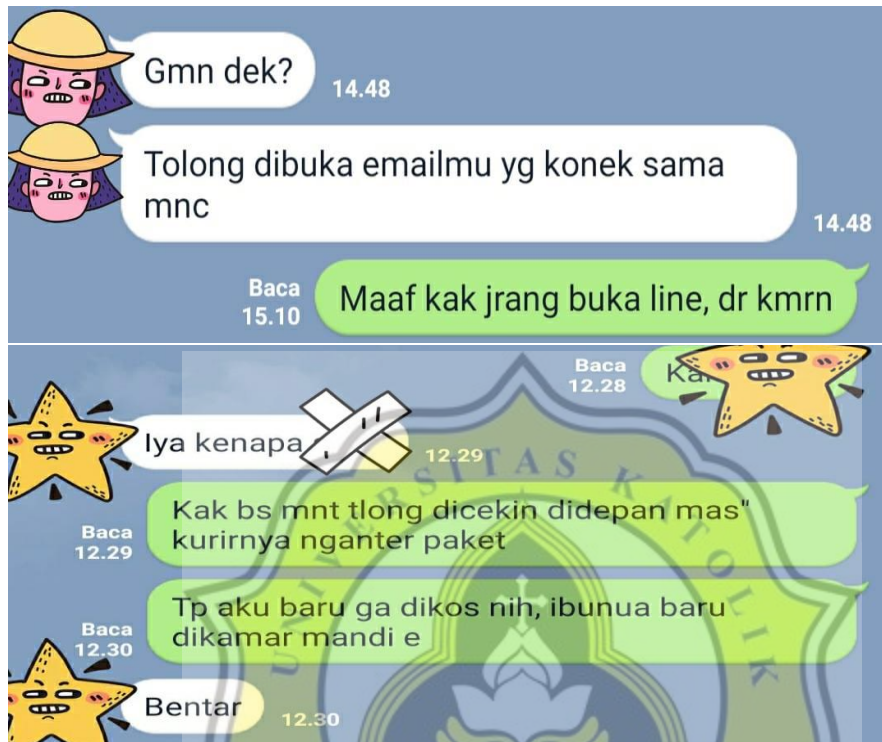 Gmn dek?
14.48
Tolong dibuka emailmu yg konek sama
mnc
14.48
Baca
15.10
Maaf kak jrang buka line, dr kmrn
Baca
12.28
Iya kenapa
12.29
Kak bs mnt tlong dicekin didepan mas"
kurirnya nganter paket
Baca
12.29
Tp aku baru ga dikos nih, ibunua baru
dikamar mandi e
Baca
12.30
Bentar
12.30
UNIVERSITAS KATOLIK